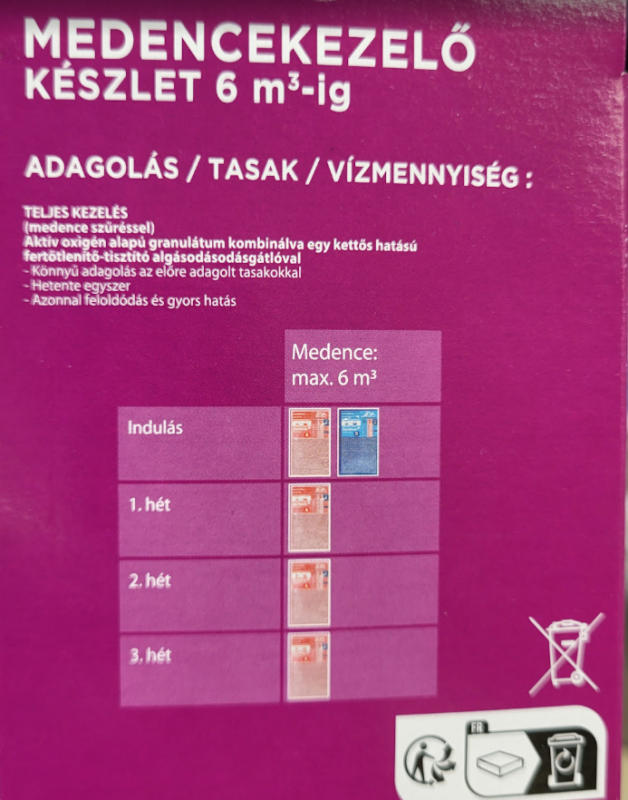 MEDENCEKEZELŐ
KÉSZLET 6 m³-ig
ADAGOLÁS / TASAK / VÍZMENNYISÉG :
TELJES KEZELÉS
(medence szűréssel)
Aktív oxigén alapú granulátum kombinálva egy kettős hatású
fertőtlenítő-tisztító algásodásodásgátlóval
- Könnyű adagolás az előre adagolt tasakokkal
- Hetente egyszer
- Azonnal feloldódás és gyors hatás
Medence:
max. 6 m³
Indulás
1. hét
2. hét
3. hét
FR